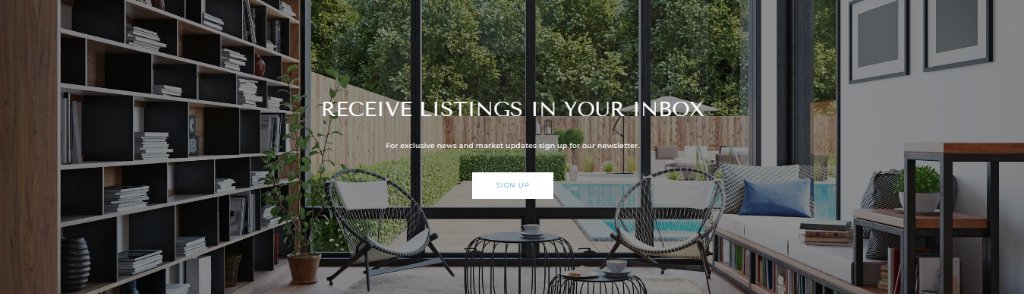 RECEIVE LISTINGS IN YOUR INBOX
For exclusive news and market updates sign up for our newsletter.
SIGN UP